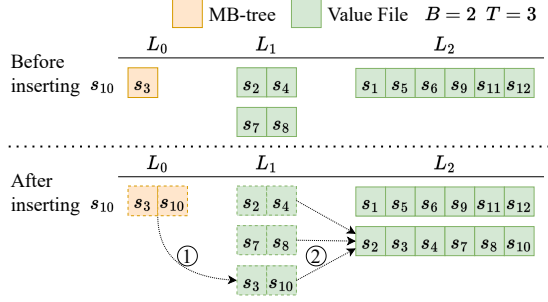 MB-tree Value File B = 2 T = 3
L₀ L₁ L₂
Before inserting s₁₀
s₃ s₂ s₄ s₁ s₅ s₆ s₉ s₁₁ s₁₂
s₇ s₈
L₀ L₁ L₂
After inserting s₁₀
s₃ s₁₀ s₂ s₄ s₁ s₅ s₆ s₉ s₁₁ s₁₂
① s₇ s₈ ② s₂ s₃ s₄ s₇ s₈ s₁₀
s₃ s₁₀